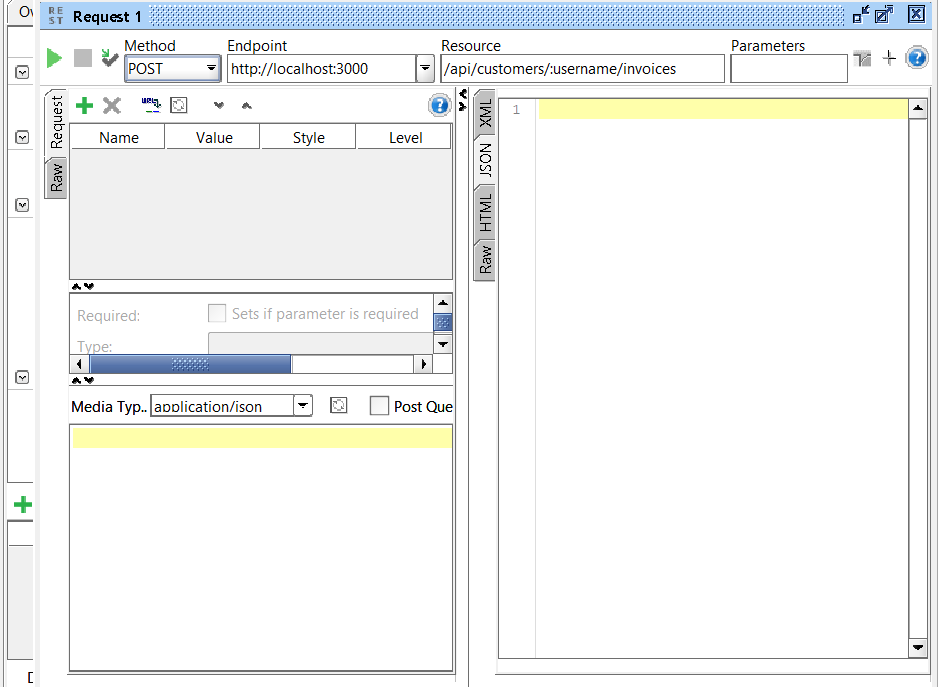 Ov
REST Request 1
Method Endpoint Resource Parameters
POST http://localhost:3000 /api/customers/:username/invoices
Request
Raw
Name Value Style Level
Required: Sets if parameter is required
Type:
Media Typ.. application/json Post Que
XML
JSON
HTML
Raw
1